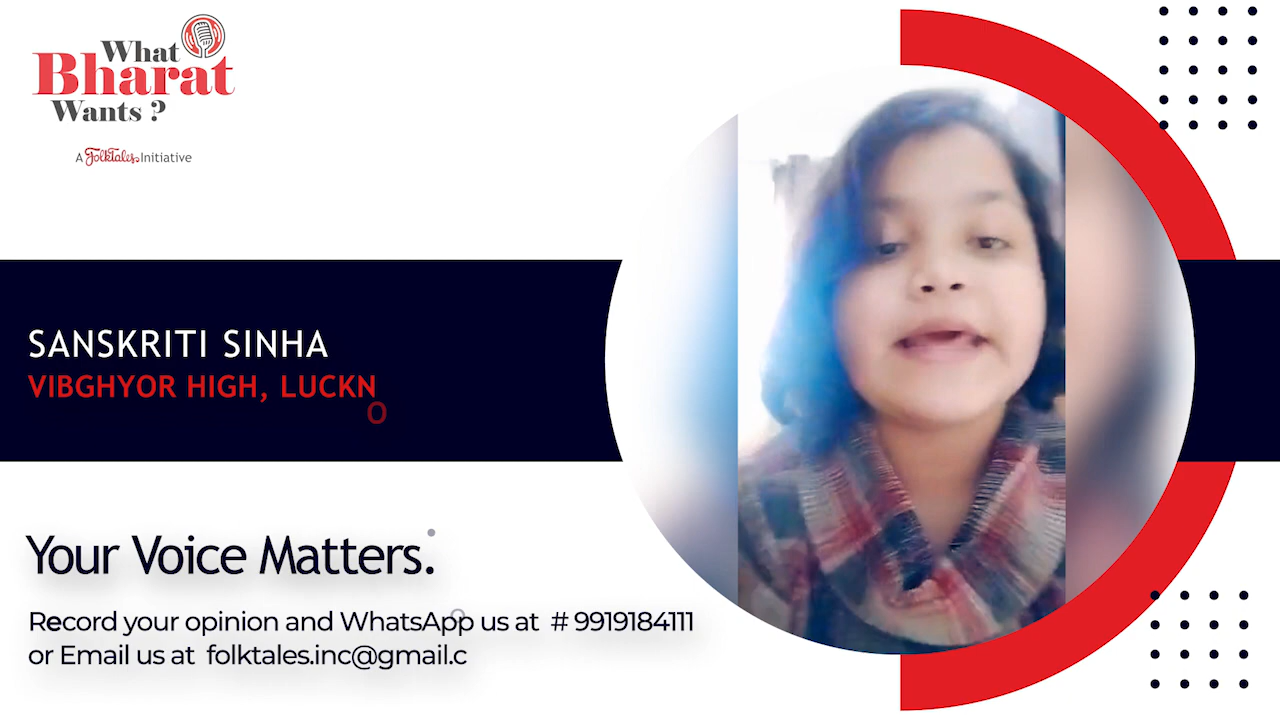 What
Bharat
Wants ?
A FolkTales Initiative
SANSKRITI SINHA
VIBGHYOR HIGH, LUCKNO
Your Voice Matters.
Record your opinion and WhatsApp us at # 9919184111
or Email us at folktales.inc@gmail.c